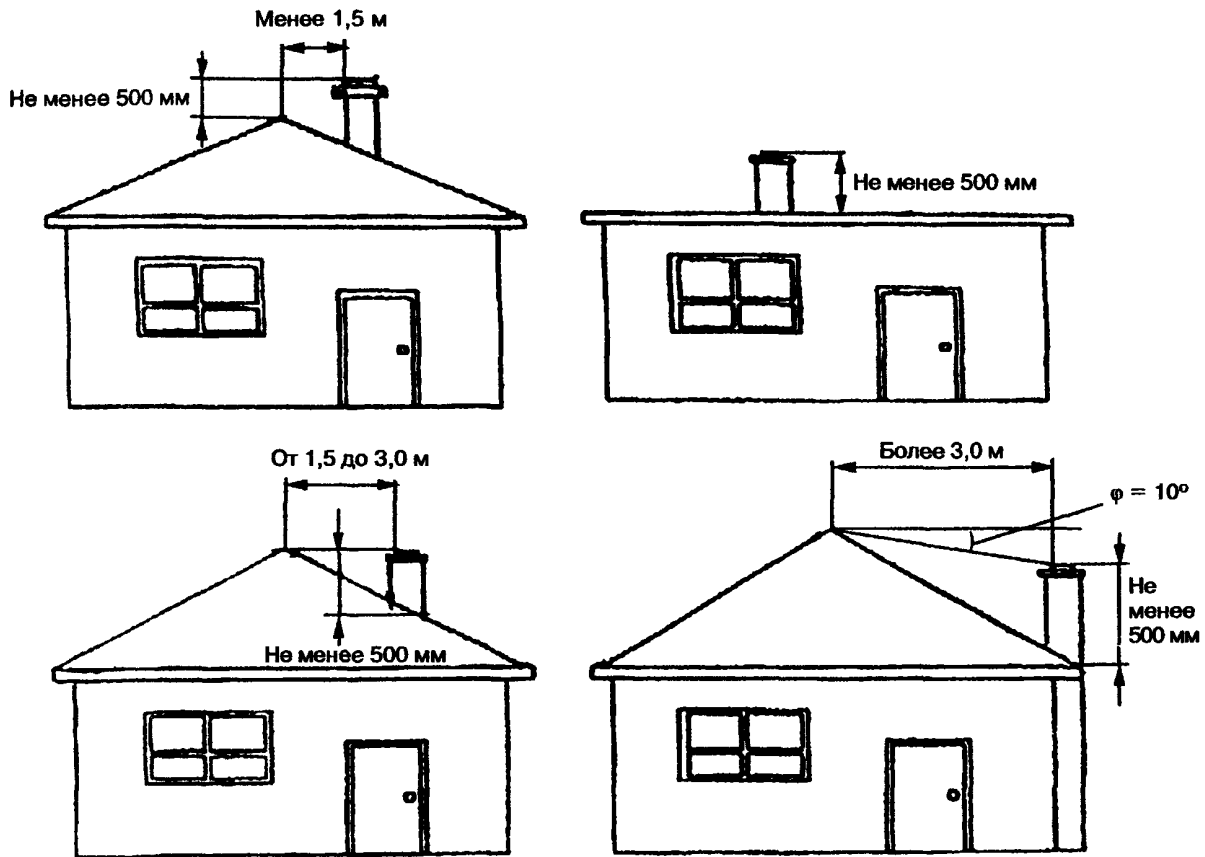 Менее 1,5 м
Не менее 500 мм
Не менее 500 мм
От 1,5 до 3,0 м
Не менее 500 мм
Более 3,0 м
φ = 10º
Не
менее
500 мм